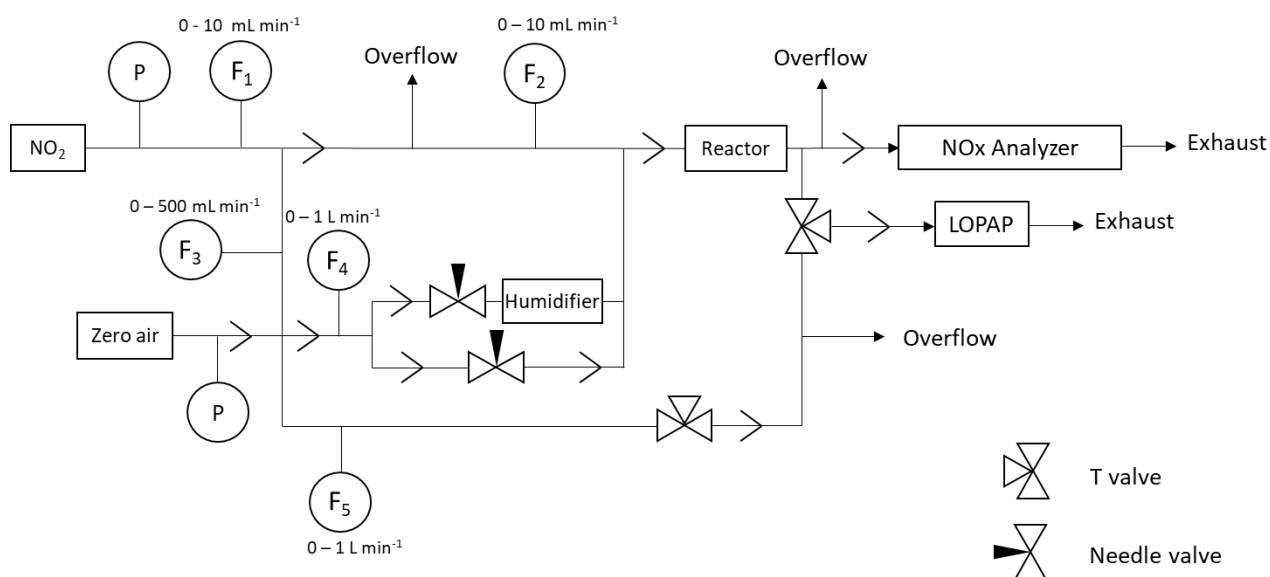 0 - 10 mL min⁻¹
0 – 10 mL min⁻¹
P
F₁
Overflow
F₂
Overflow
NO₂
Reactor
NOx Analyzer
Exhaust
0 – 500 mL min⁻¹
0 – 1 L min⁻¹
F₃
F₄
LOPAP
Exhaust
Humidifier
Zero air
Overflow
P
F₅
0 – 1 L min⁻¹
T valve
Needle valve